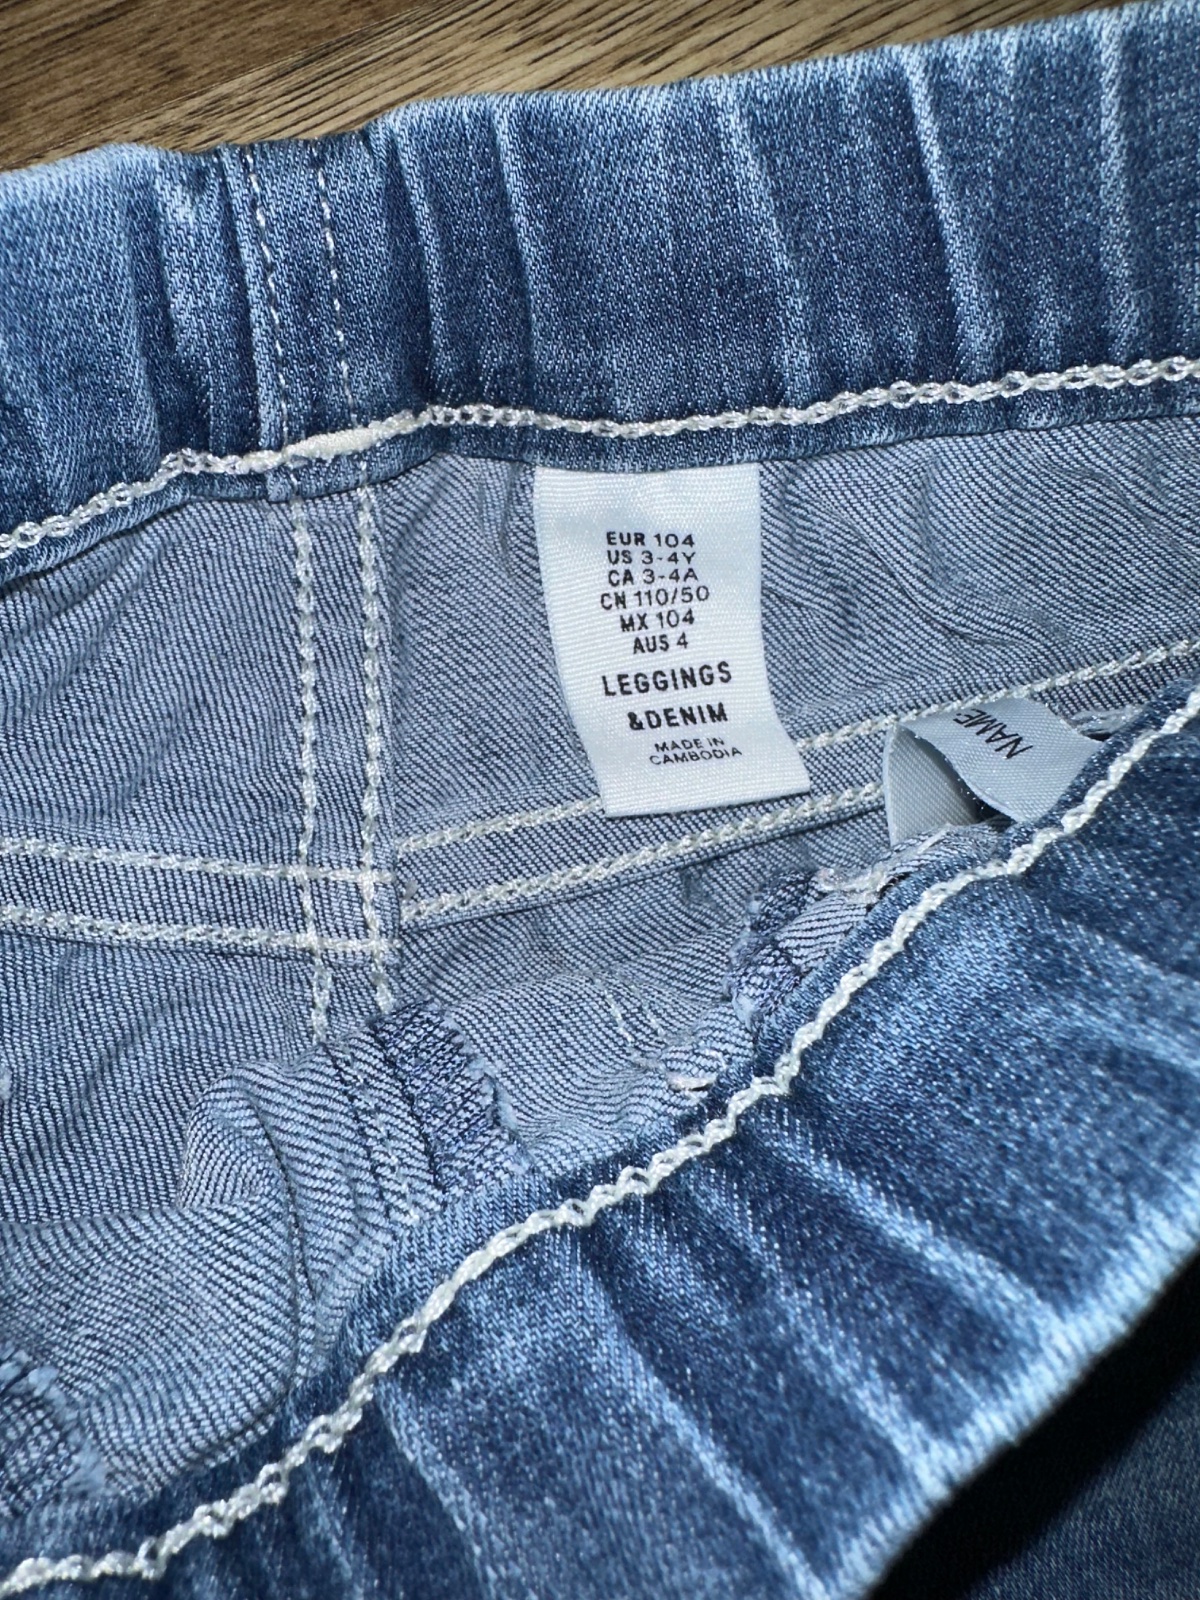 EUR 104
US 3-4Y
CA 3-4A
CN 110/50
MX 104
AUS 4
LEGGINGS
&DENIM
MADE IN
CAMBODIA
NAME